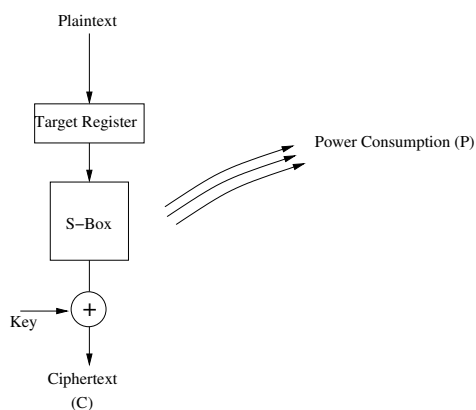 Plaintext
Target Register
Power Consumption (P)
S−Box
+
Key
Ciphertext
(C)